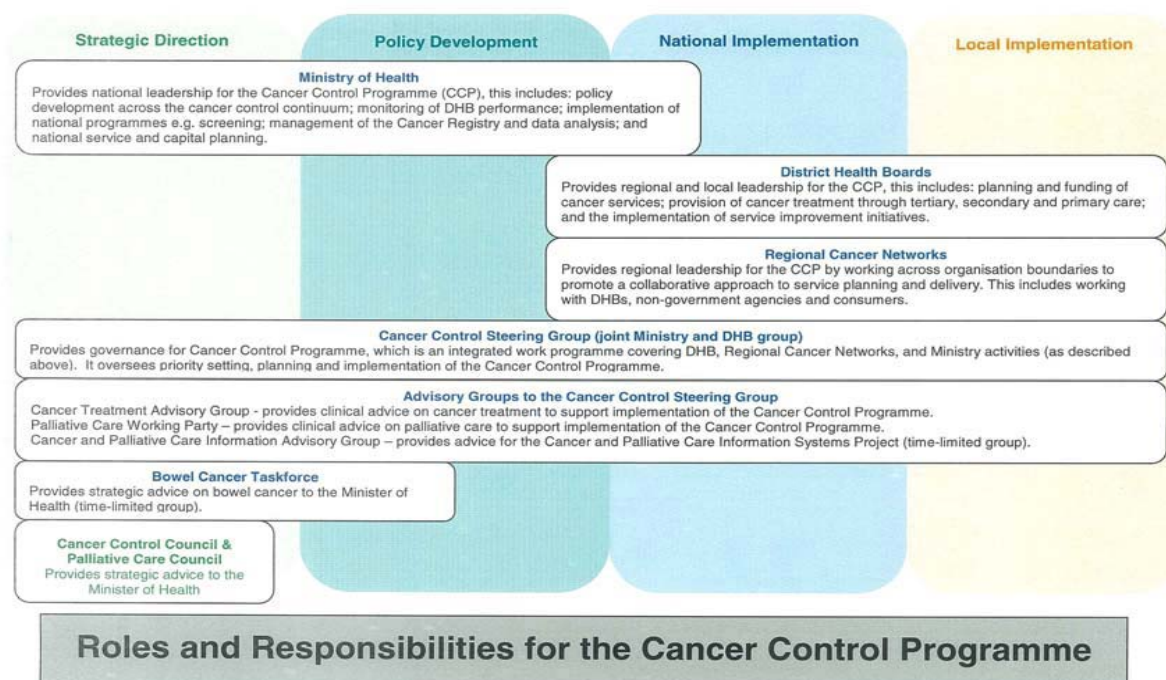 Strategic Direction
Policy Development
National Implementation
Local Implementation
Ministry of Health
Provides national leadership for the Cancer Control Programme (CCP), this includes: policy
development across the cancer control continuum; monitoring of DHB performance; implementation of
national programmes e.g. screening; management of the Cancer Registry and data analysis; and
national service and capital planning.
District Health Boards
Provides regional and local leadership for the CCP, this includes: planning and funding of
cancer services; provision of cancer treatment through tertiary, secondary and primary care;
and the implementation of service improvement initiatives.
Regional Cancer Networks
Provides regional leadership for the CCP by working across organisation boundaries to
promote a collaborative approach to service planning and delivery. This includes working
with DHBs, non-government agencies and consumers.
Cancer Control Steering Group (joint Ministry and DHB group)
Provides governance for Cancer Control Programme, which is an integrated work programme covering DHB, Regional Cancer Networks, and Ministry activities (as described
above). It oversees priority setting, planning and implementation of the Cancer Control Programme.
Advisory Groups to the Cancer Control Steering Group
Cancer Treatment Advisory Group - provides clinical advice on cancer treatment to support implementation of the Cancer Control Programme.
Palliative Care Working Party – provides clinical advice on palliative care to support implementation of the Cancer Control Programme.
Cancer and Palliative Care Information Advisory Group – provides advice for the Cancer and Palliative Care Information Systems Project (time-limited group).
Bowel Cancer Taskforce
Provides strategic advice on bowel cancer to the Minister of
Health (time-limited group).
Cancer Control Council &
Palliative Care Council
Provides strategic advice to the
Minister of Health
Roles and Responsibilities for the Cancer Control Programme